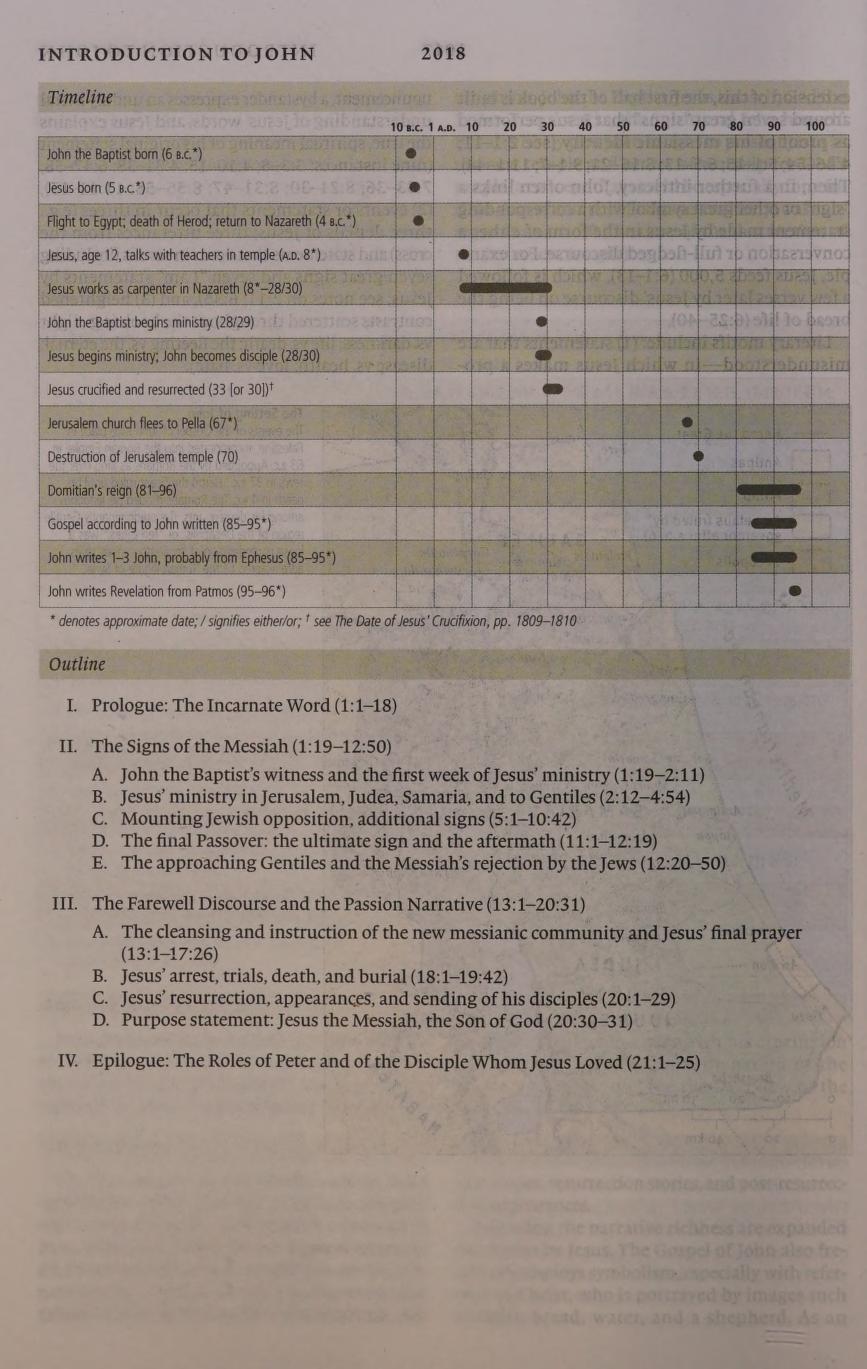 INTRODUCTION TO JOHN 2018
Timeline
10 B.C. 1 A.D. 10 20 30 40 50 60 70 80 90 100
John the Baptist born (6 B.C.*)
Jesus born (5 B.C.*)
Flight to Egypt; death of Herod; return to Nazareth (4 B.C.*)
Jesus, age 12, talks with teachers in temple (A.D. 8*)
Jesus works as carpenter in Nazareth (8*–28/30)
John the Baptist begins ministry (28/29)
Jesus begins ministry; John becomes disciple (28/30)
Jesus crucified and resurrected (33 [or 30])†
Jerusalem church flees to Pella (67*)
Destruction of Jerusalem temple (70)
Domitian's reign (81–96)
Gospel according to John written (85–95*)
John writes 1–3 John, probably from Ephesus (85–95*)
John writes Revelation from Patmos (95–96*)
* denotes approximate date; / signifies either/or; † see The Date of Jesus' Crucifixion, pp. 1809–1810
Outline
I. Prologue: The Incarnate Word (1:1–18)
II. The Signs of the Messiah (1:19–12:50)
A. John the Baptist's witness and the first week of Jesus' ministry (1:19–2:11)
B. Jesus' ministry in Jerusalem, Judea, Samaria, and to Gentiles (2:12–4:54)
C. Mounting Jewish opposition, additional signs (5:1–10:42)
D. The final Passover: the ultimate sign and the aftermath (11:1–12:19)
E. The approaching Gentiles and the Messiah's rejection by the Jews (12:20–50)
III. The Farewell Discourse and the Passion Narrative (13:1–20:31)
A. The cleansing and instruction of the new messianic community and Jesus' final prayer
(13:1–17:26)
B. Jesus' arrest, trials, death, and burial (18:1–19:42)
C. Jesus' resurrection, appearances, and sending of his disciples (20:1–29)
D. Purpose statement: Jesus the Messiah, the Son of God (20:30–31)
IV. Epilogue: The Roles of Peter and of the Disciple Whom Jesus Loved (21:1–25)